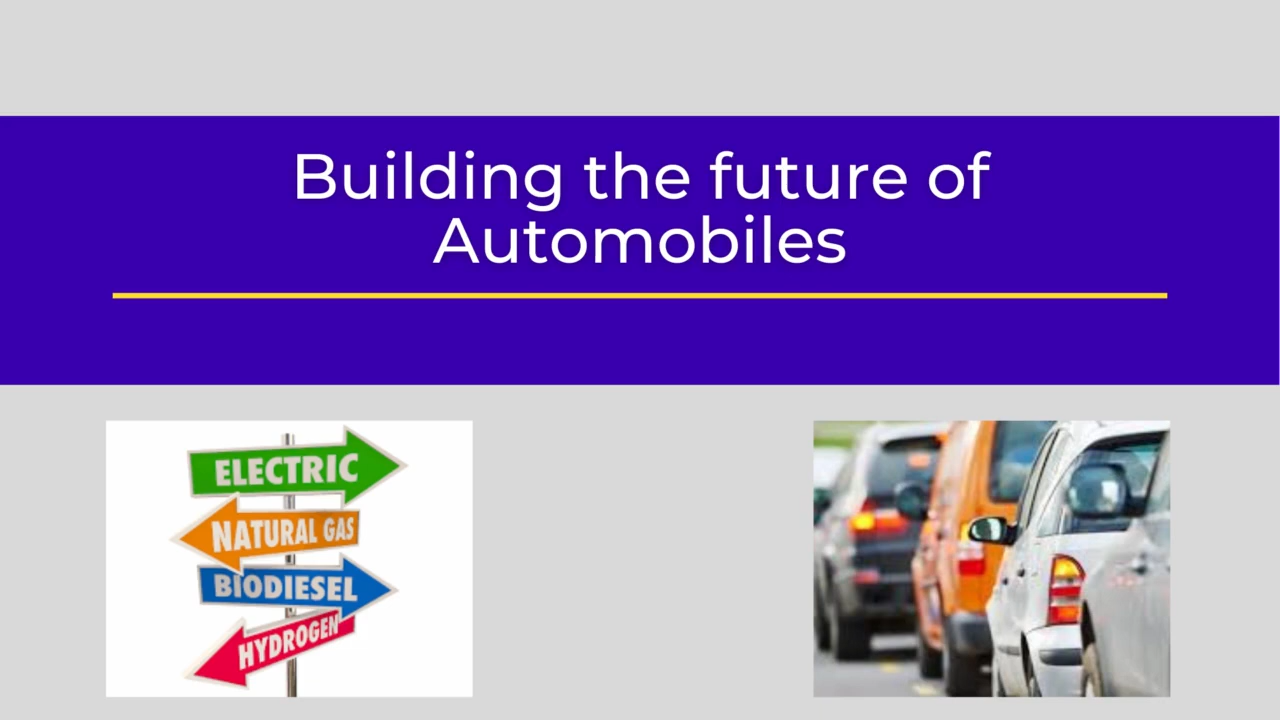 Building the future of
Automobiles
ELECTRIC
NATURAL GAS
BIODIESEL
HYDROGEN